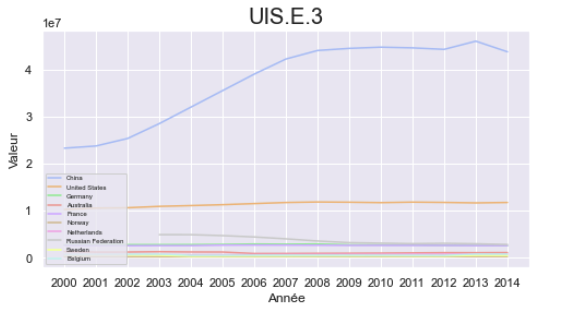 UIS.E.3
1e7
4
3
2
1
0
Valeur
China
United States
Germany
Australia
France
Norway
Netherlands
Russian Federation
Sweden
Belgium
2000 2001 2002 2003 2004 2005 2006 2007 2008 2009 2010 2011 2012 2013 2014
Année